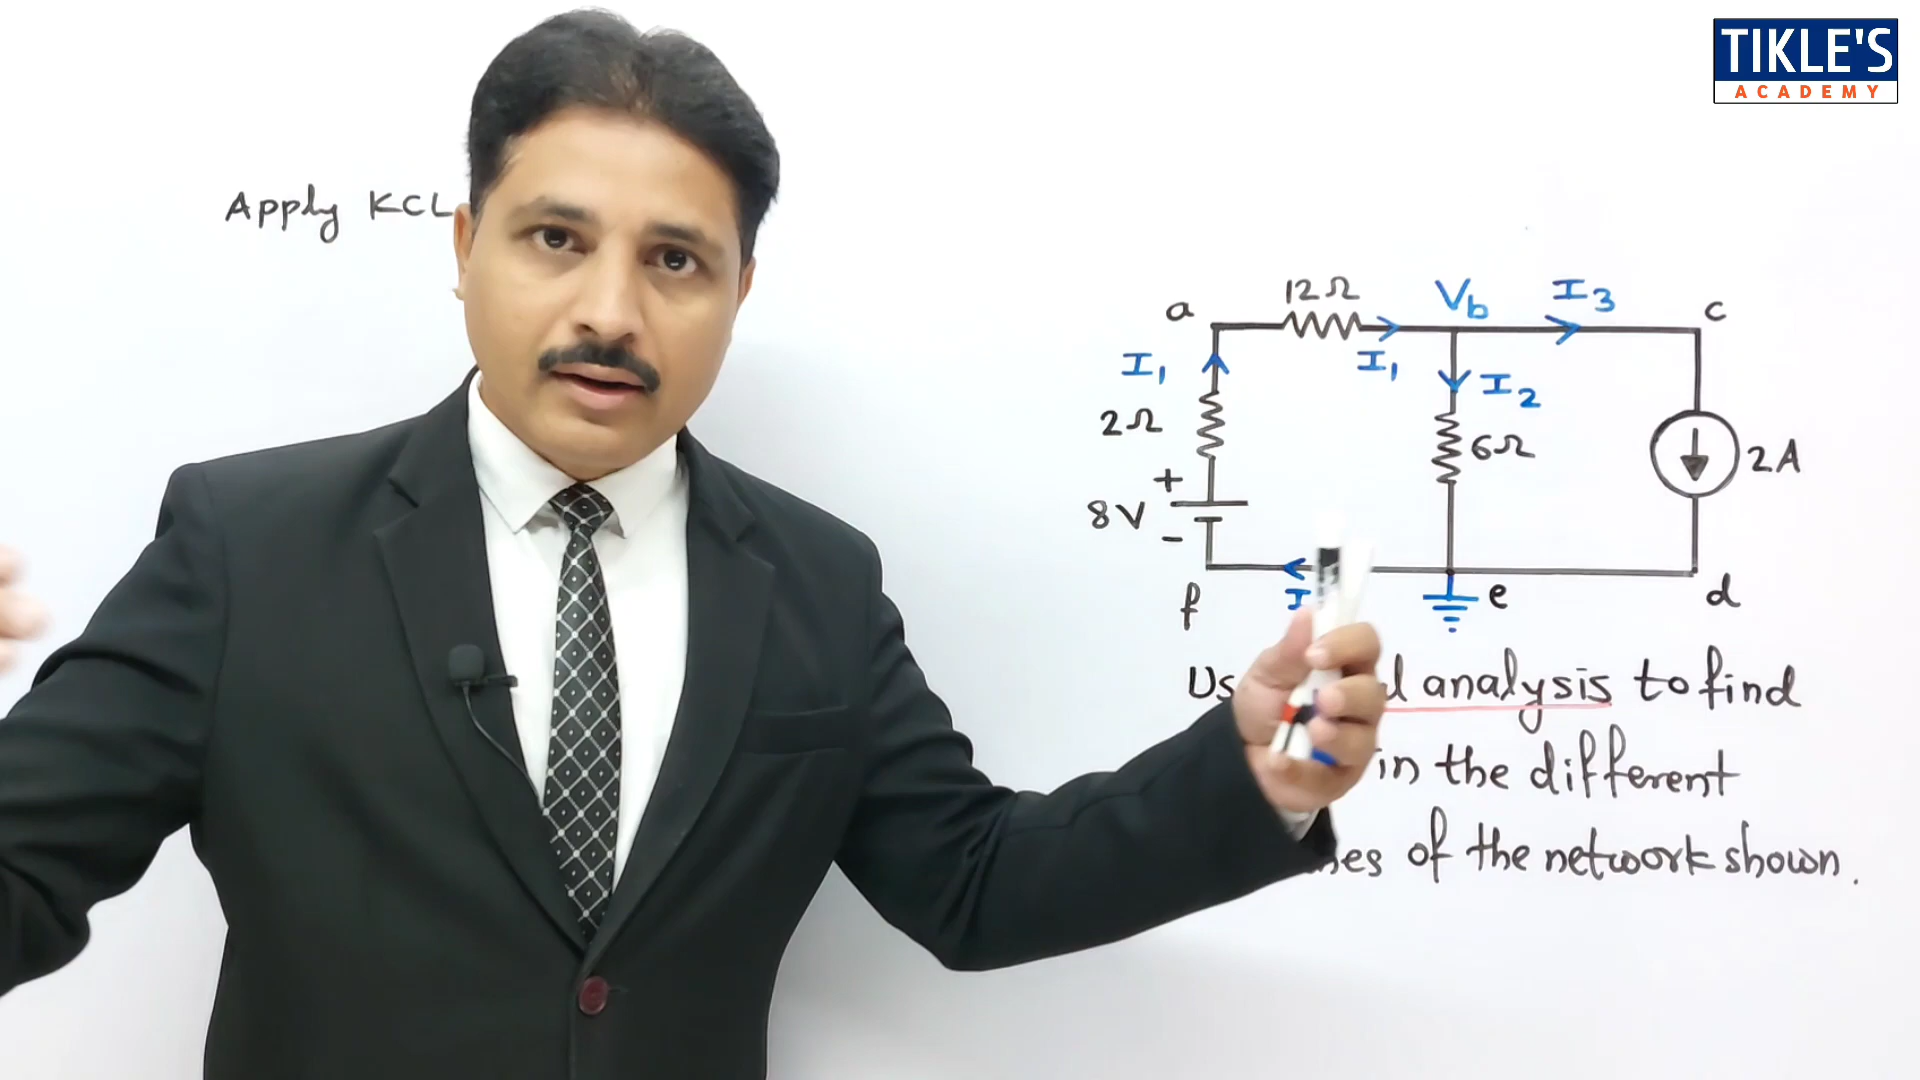 TIKLE'S
ACADEMY
Apply KCL
12Ω
Vb
I3
a
c
I1
I1
I2
2Ω
6Ω
+
8V
-
2A
f
I
e
d
analysis to find
in the different
of the network shown.